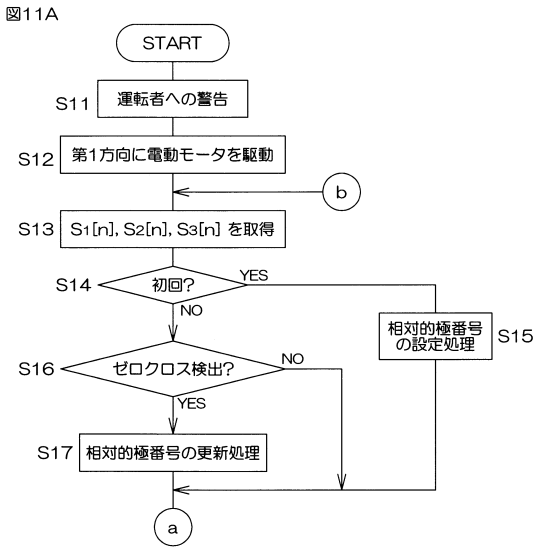 図11A
START
S11
運転者への警告
S12
第1方向に電動モータを駆動
b
S13
S1[n], S2[n], S3[n] を取得
S14
初回?
YES
NO
相対的極番号
の設定処理
S15
S16
ゼロクロス検出?
NO
YES
S17
相対的極番号の更新処理
a